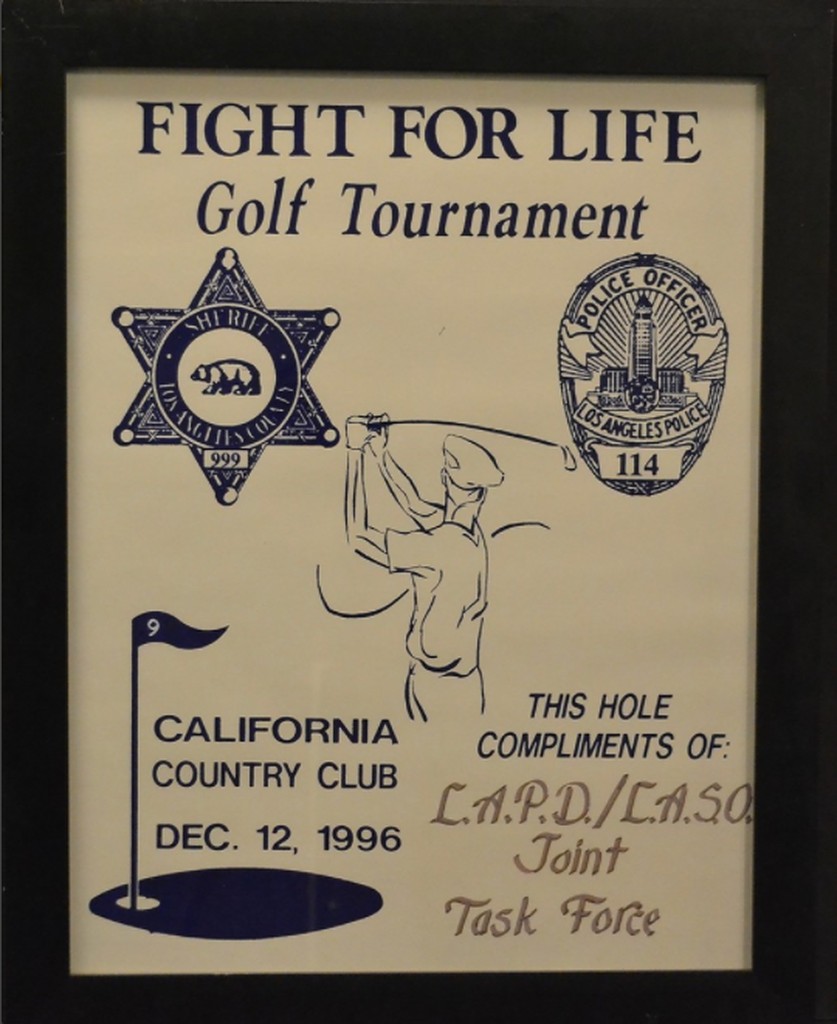 FIGHT FOR LIFE
Golf Tournament
SHERIFF
LOS ANGELES COUNTY
999
POLICE OFFICER
LOS ANGELES POLICE
114
9
CALIFORNIA
COUNTRY CLUB
DEC. 12, 1996
THIS HOLE
COMPLIMENTS OF:
L.A.P.D./L.A.S.O.
Joint
Task Force